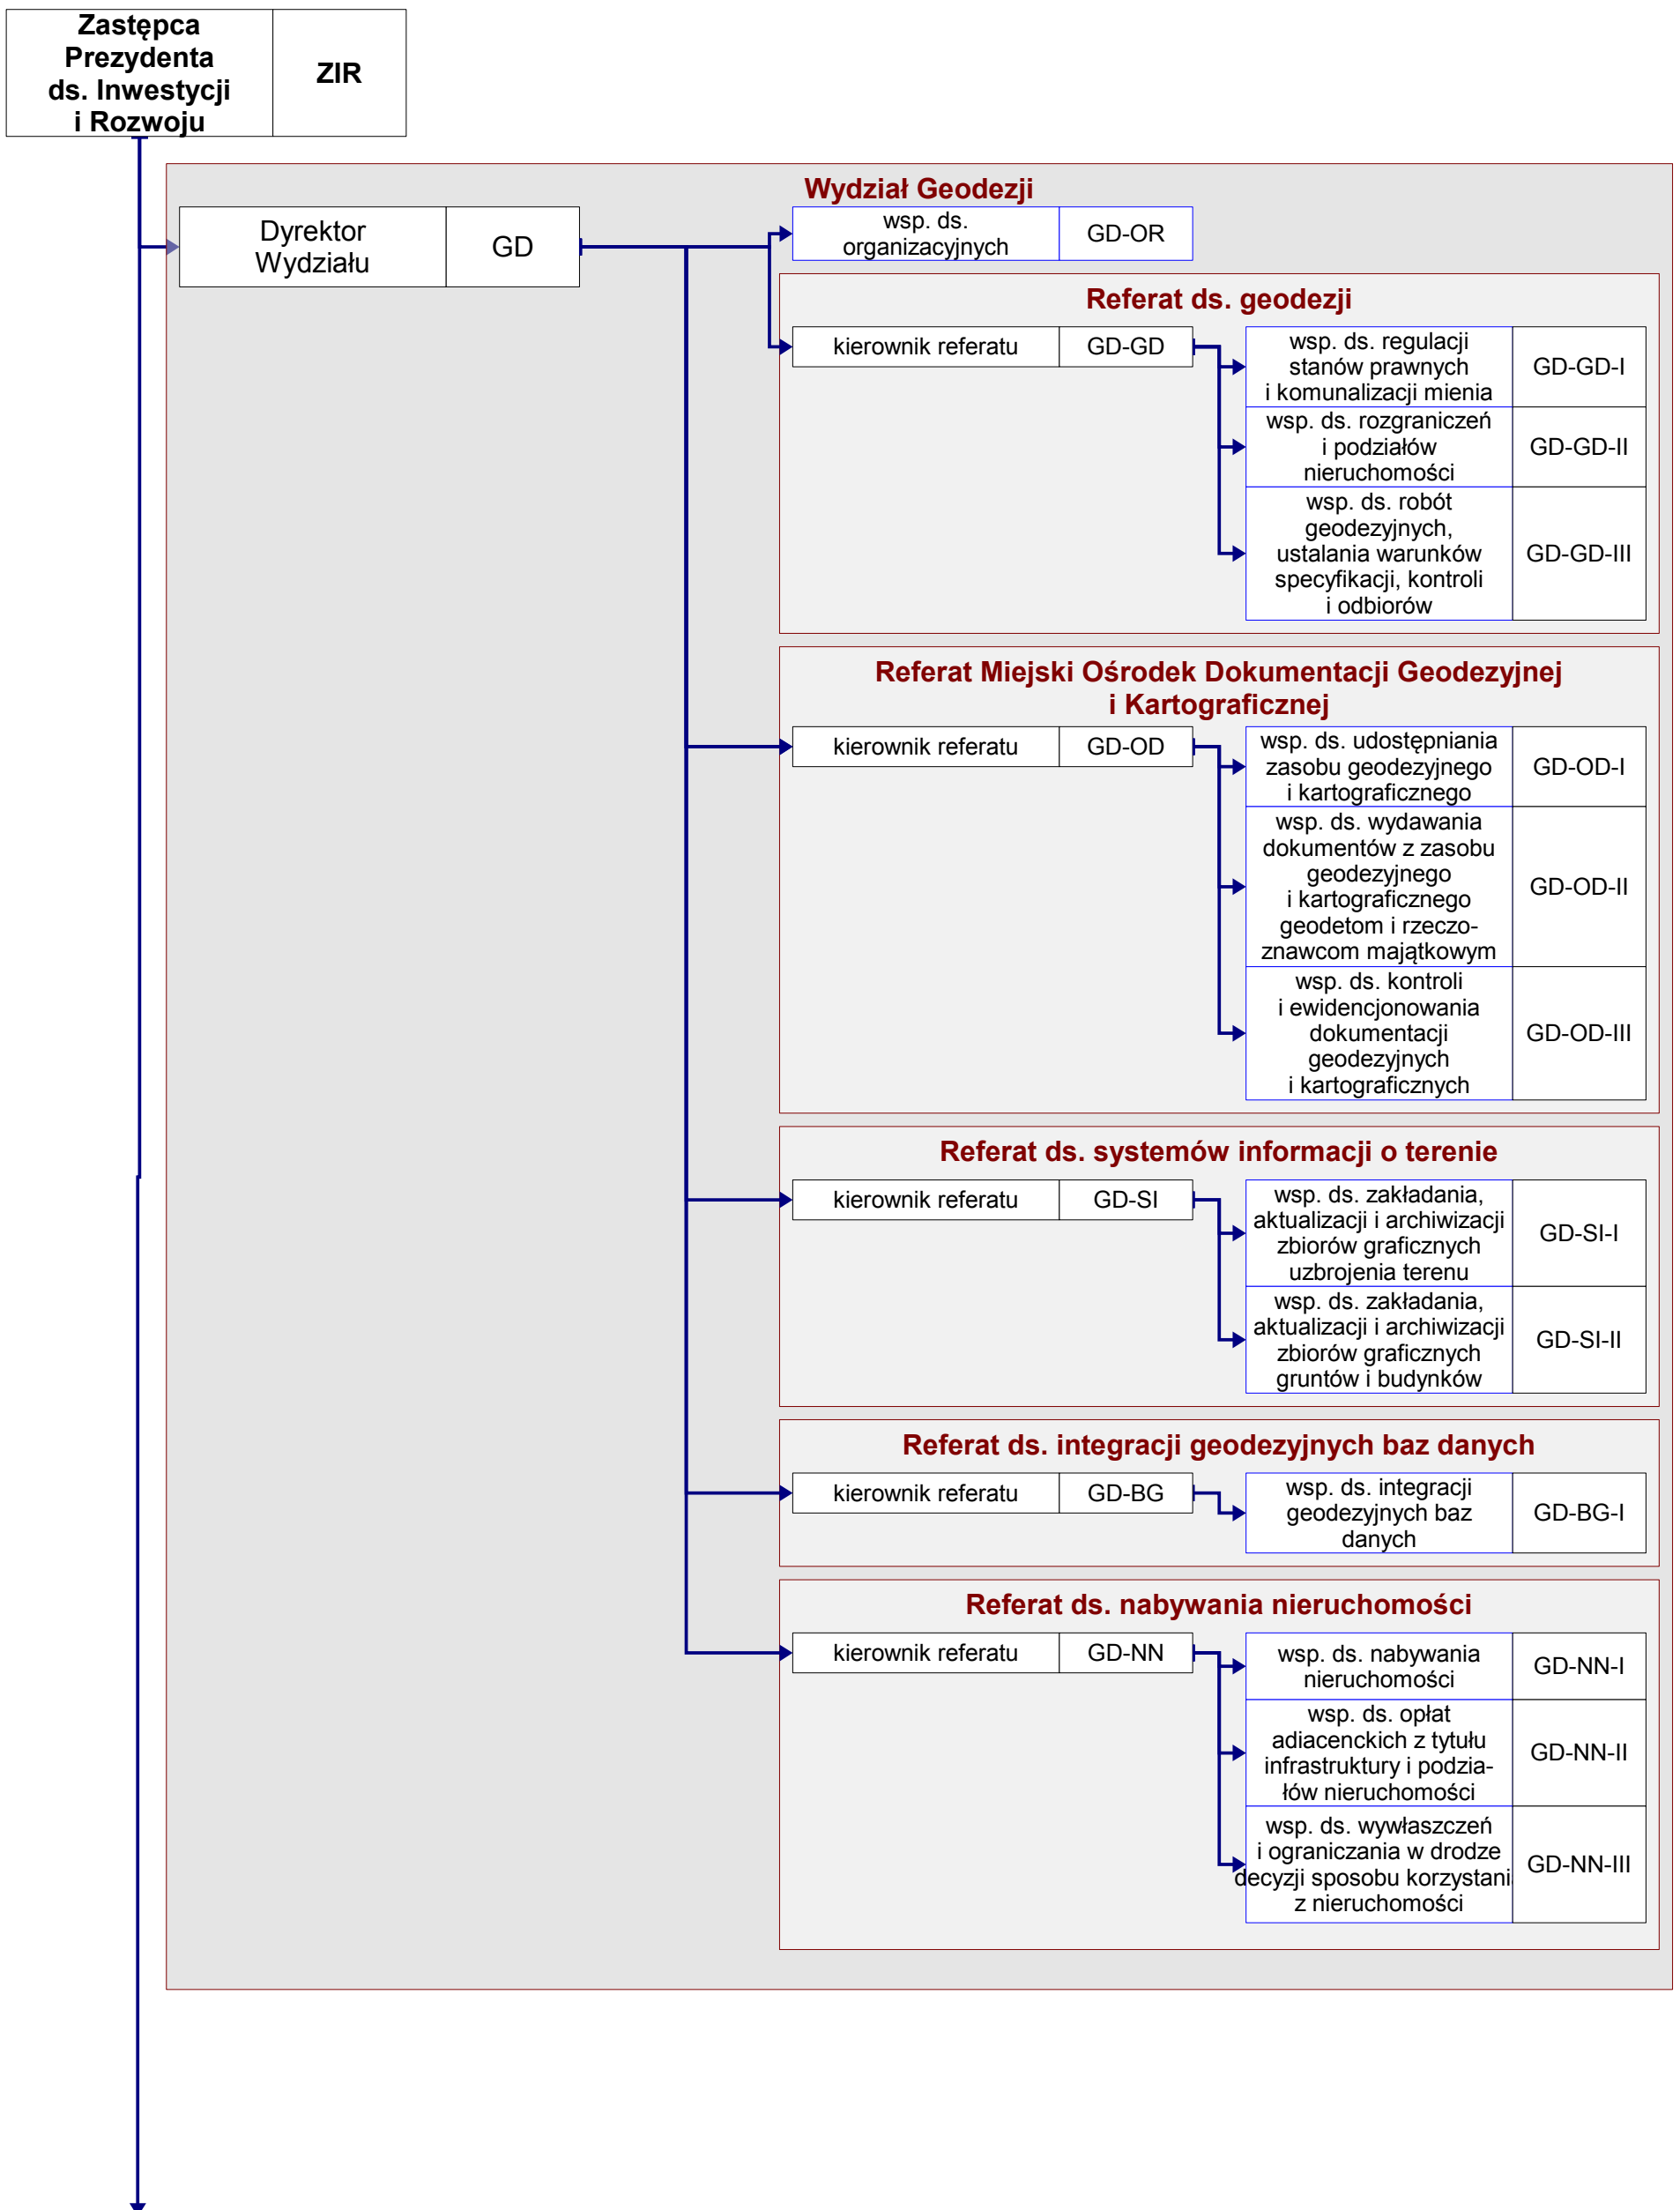 Zastępca
Prezydenta
ds. Inwestycji
i Rozwoju
ZIR
Wydział Geodezji
Dyrektor
Wydziału
GD
wsp. ds.
organizacyjnych
GD-OR
Referat ds. geodezji
kierownik referatu
GD-GD
wsp. ds. regulacji
stanów prawnych
i komunalizacji mienia
GD-GD-I
wsp. ds. rozgraniczeń
i podziałów
nieruchomości
GD-GD-II
wsp. ds. robót
geodezyjnych,
ustalania warunków
specyfikacji, kontroli
i odbiorów
GD-GD-III
Referat Miejski Ośrodek Dokumentacji Geodezyjnej
i Kartograficznej
kierownik referatu
GD-OD
wsp. ds. udostępniania
zasobu geodezyjnego
i kartograficznego
GD-OD-I
wsp. ds. wydawania
dokumentów z zasobu
geodezyjnego
i kartograficznego
geodetom i rzeczo-
znawcom majątkowym
GD-OD-II
wsp. ds. kontroli
i ewidencjonowania
dokumentacji
geodezyjnych
i kartograficznych
GD-OD-III
Referat ds. systemów informacji o terenie
kierownik referatu
GD-SI
wsp. ds. zakładania,
aktualizacji i archiwizacji
zbiorów graficznych
uzbrojenia terenu
GD-SI-I
wsp. ds. zakładania,
aktualizacji i archiwizacji
zbiorów graficznych
gruntów i budynków
GD-SI-II
Referat ds. integracji geodezyjnych baz danych
kierownik referatu
GD-BG
wsp. ds. integracji
geodezyjnych baz
danych
GD-BG-I
Referat ds. nabywania nieruchomości
kierownik referatu
GD-NN
wsp. ds. nabywania
nieruchomości
GD-NN-I
wsp. ds. opłat
adiacenckich z tytułu
infrastruktury i podzia-
łów nieruchomości
GD-NN-II
wsp. ds. wywłaszczeń
i ograniczania w drodze
decyzji sposobu korzystani
z nieruchomości
GD-NN-III